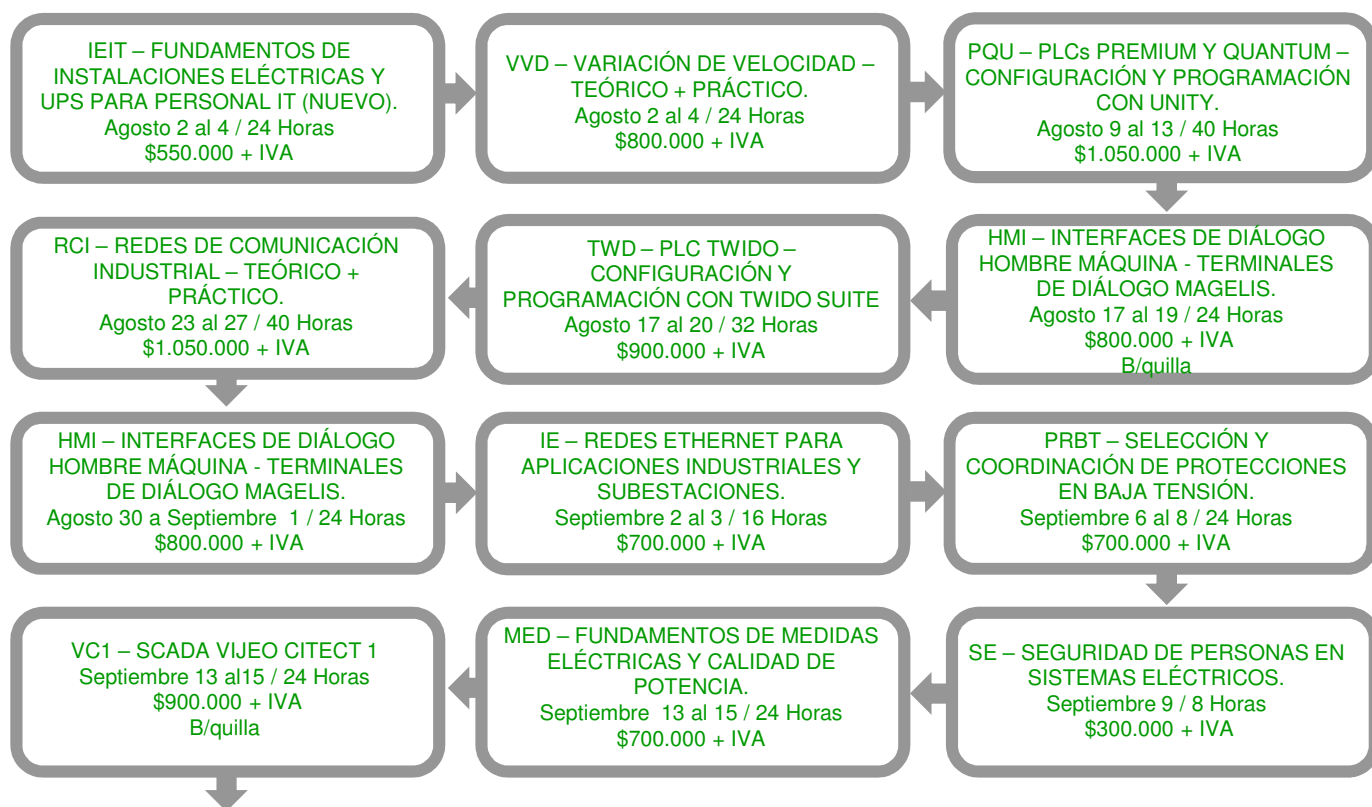 IEIT – FUNDAMENTOS DE
INSTALACIONES ELÉCTRICAS Y
UPS PARA PERSONAL IT (NUEVO).
Agosto 2 al 4 / 24 Horas
$550.000 + IVA
VVD – VARIACIÓN DE VELOCIDAD –
TEÓRICO + PRÁCTICO.
Agosto 2 al 4 / 24 Horas
$800.000 + IVA
PQU – PLCs PREMIUM Y QUANTUM –
CONFIGURACIÓN Y PROGRAMACIÓN
CON UNITY.
Agosto 9 al 13 / 40 Horas
$1.050.000 + IVA
HMI – INTERFACES DE DIÁLOGO
HOMBRE MÁQUINA - TERMINALES
DE DIÁLOGO MAGELIS.
Agosto 17 al 19 / 24 Horas
$800.000 + IVA
B/quilla
TWD – PLC TWIDO –
CONFIGURACIÓN Y
PROGRAMACIÓN CON TWIDO SUITE
Agosto 17 al 20 / 32 Horas
$900.000 + IVA
RCI – REDES DE COMUNICACIÓN
INDUSTRIAL – TEÓRICO +
PRÁCTICO.
Agosto 23 al 27 / 40 Horas
$1.050.000 + IVA
HMI – INTERFACES DE DIÁLOGO
HOMBRE MÁQUINA - TERMINALES
DE DIÁLOGO MAGELIS.
Agosto 30 a Septiembre 1 / 24 Horas
$800.000 + IVA
IE – REDES ETHERNET PARA
APLICACIONES INDUSTRIALES Y
SUBESTACIONES.
Septiembre 2 al 3 / 16 Horas
$700.000 + IVA
PRBT – SELECCIÓN Y
COORDINACIÓN DE PROTECCIONES
EN BAJA TENSIÓN.
Septiembre 6 al 8 / 24 Horas
$700.000 + IVA
SE – SEGURIDAD DE PERSONAS EN
SISTEMAS ELÉCTRICOS.
Septiembre 9 / 8 Horas
$300.000 + IVA
MED – FUNDAMENTOS DE MEDIDAS
ELÉCTRICAS Y CALIDAD DE
POTENCIA.
Septiembre 13 al 15 / 24 Horas
$700.000 + IVA
VC1 – SCADA VIJEO CITECT 1
Septiembre 13 al15 / 24 Horas
$900.000 + IVA
B/quilla